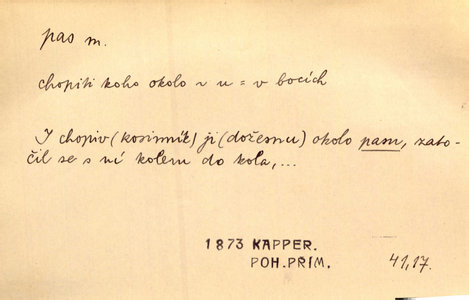 pas m.
chopiti koho okolo ~ u = v bocích
I chopiv (kosinník) ji (dožesnu) okolo pasu, zato-
čil se s ní kolem do kola, ...
1873 KAPPER.
POH. PRIM.
41,17.